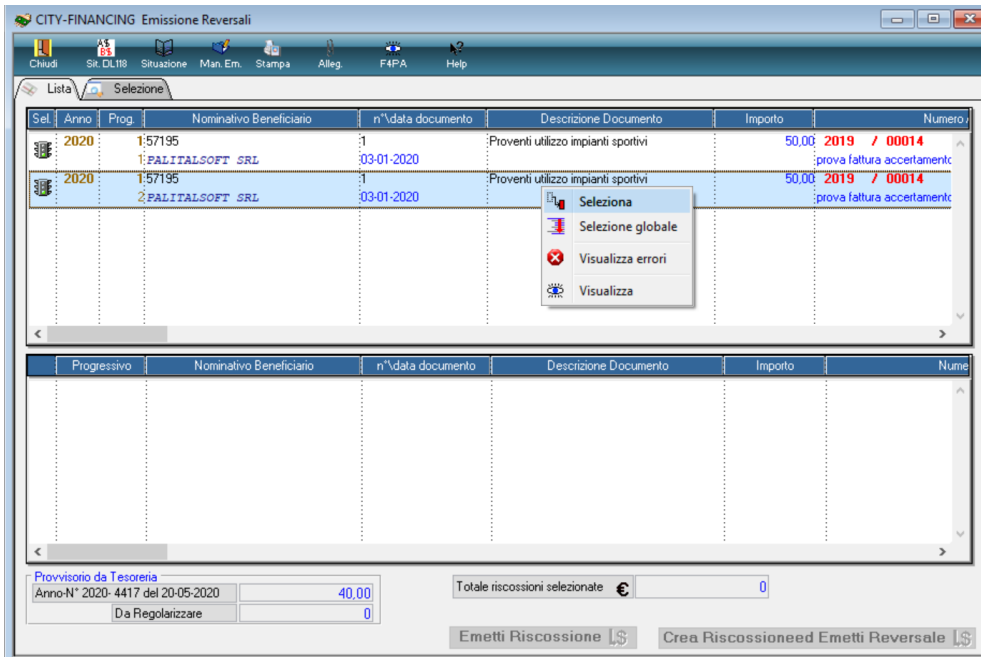 CITY-FINANCING Emissione Reversali
Chiudi Sit. DL118 Situazione Man. Em. Stampa Alleg. F4PA Help
Lista Selezione
Sel. Anno Prog. Nominativo Beneficiario n°\data documento Descrizione Documento Importo Numero
2020 1 57195 1 Proventi utilizzo impianti sportivi 50,00 2019 / 00014
1 PALITALSOFT SRL 03-01-2020 prova fattura accertamento
2020 1 57195 1 Proventi utilizzo impianti sportivi 50,00 2019 / 00014
2 PALITALSOFT SRL 03-01-2020 prova fattura accertamento
Seleziona
Selezione globale
Visualizza errori
Visualizza
Progressivo Nominativo Beneficiario n°\data documento Descrizione Documento Importo Nume
Provvisorio da Tesoreria
Anno-N° 2020- 4417 del 20-05-2020 40,00
Da Regolarizzare 0
Totale riscossioni selezionate € 0
Emetti Riscossione Crea Riscossioneed Emetti Reversale